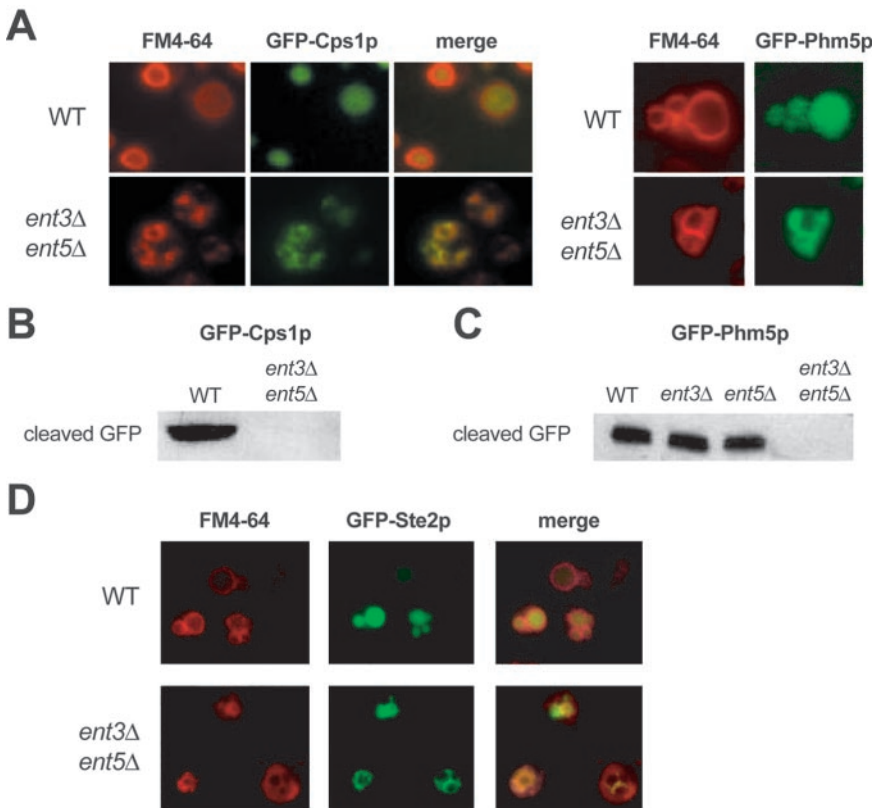 A
FM4-64 GFP-Cps1p merge
FM4-64 GFP-Phm5p
WT
WT
ent3Δ
ent5Δ
ent3Δ
ent5Δ
B
GFP-Cps1p
WT
ent3Δ
ent5Δ
cleaved GFP
C
GFP-Phm5p
WT ent3Δ ent5Δ
ent3Δ
ent5Δ
cleaved GFP
D
FM4-64 GFP-Ste2p merge
WT
ent3Δ
ent5Δ